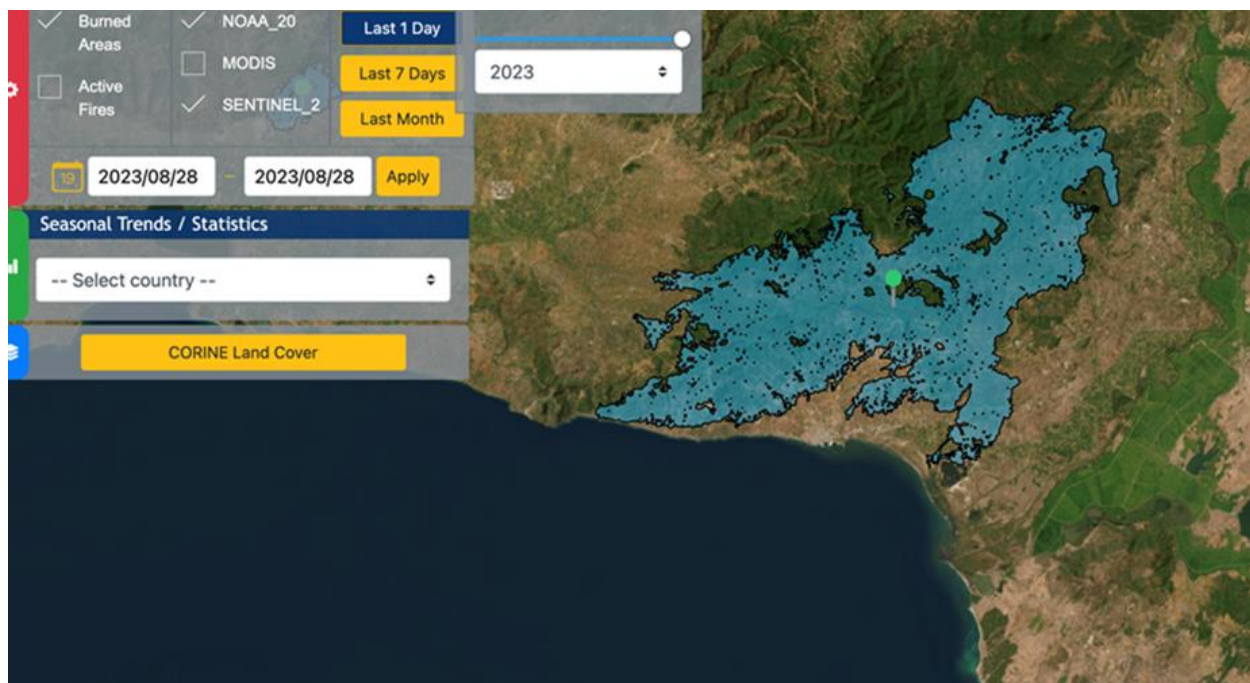 Burned
Areas
Active
Fires
NOAA_20
MODIS
SENTINEL_2
Last 1 Day
Last 7 Days
Last Month
2023
19
2023/08/28 – 2023/08/28 Apply
Seasonal Trends / Statistics
-- Select country --
CORINE Land Cover